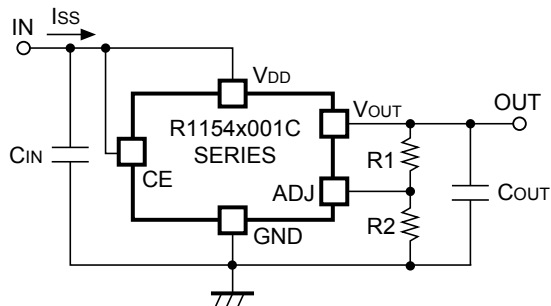 IN
ISS
VDD
R1154x001C
SERIES
VOUT
OUT
CIN
CE
ADJ
R1
R2
COUT
GND